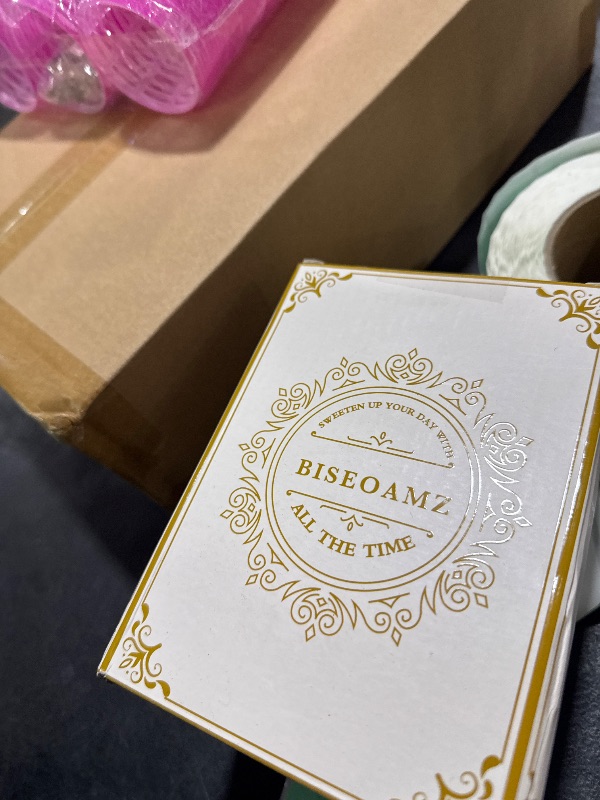 SWEETEN UP YOUR DAY WITH
BISEOAMZ
ALL THE TIME